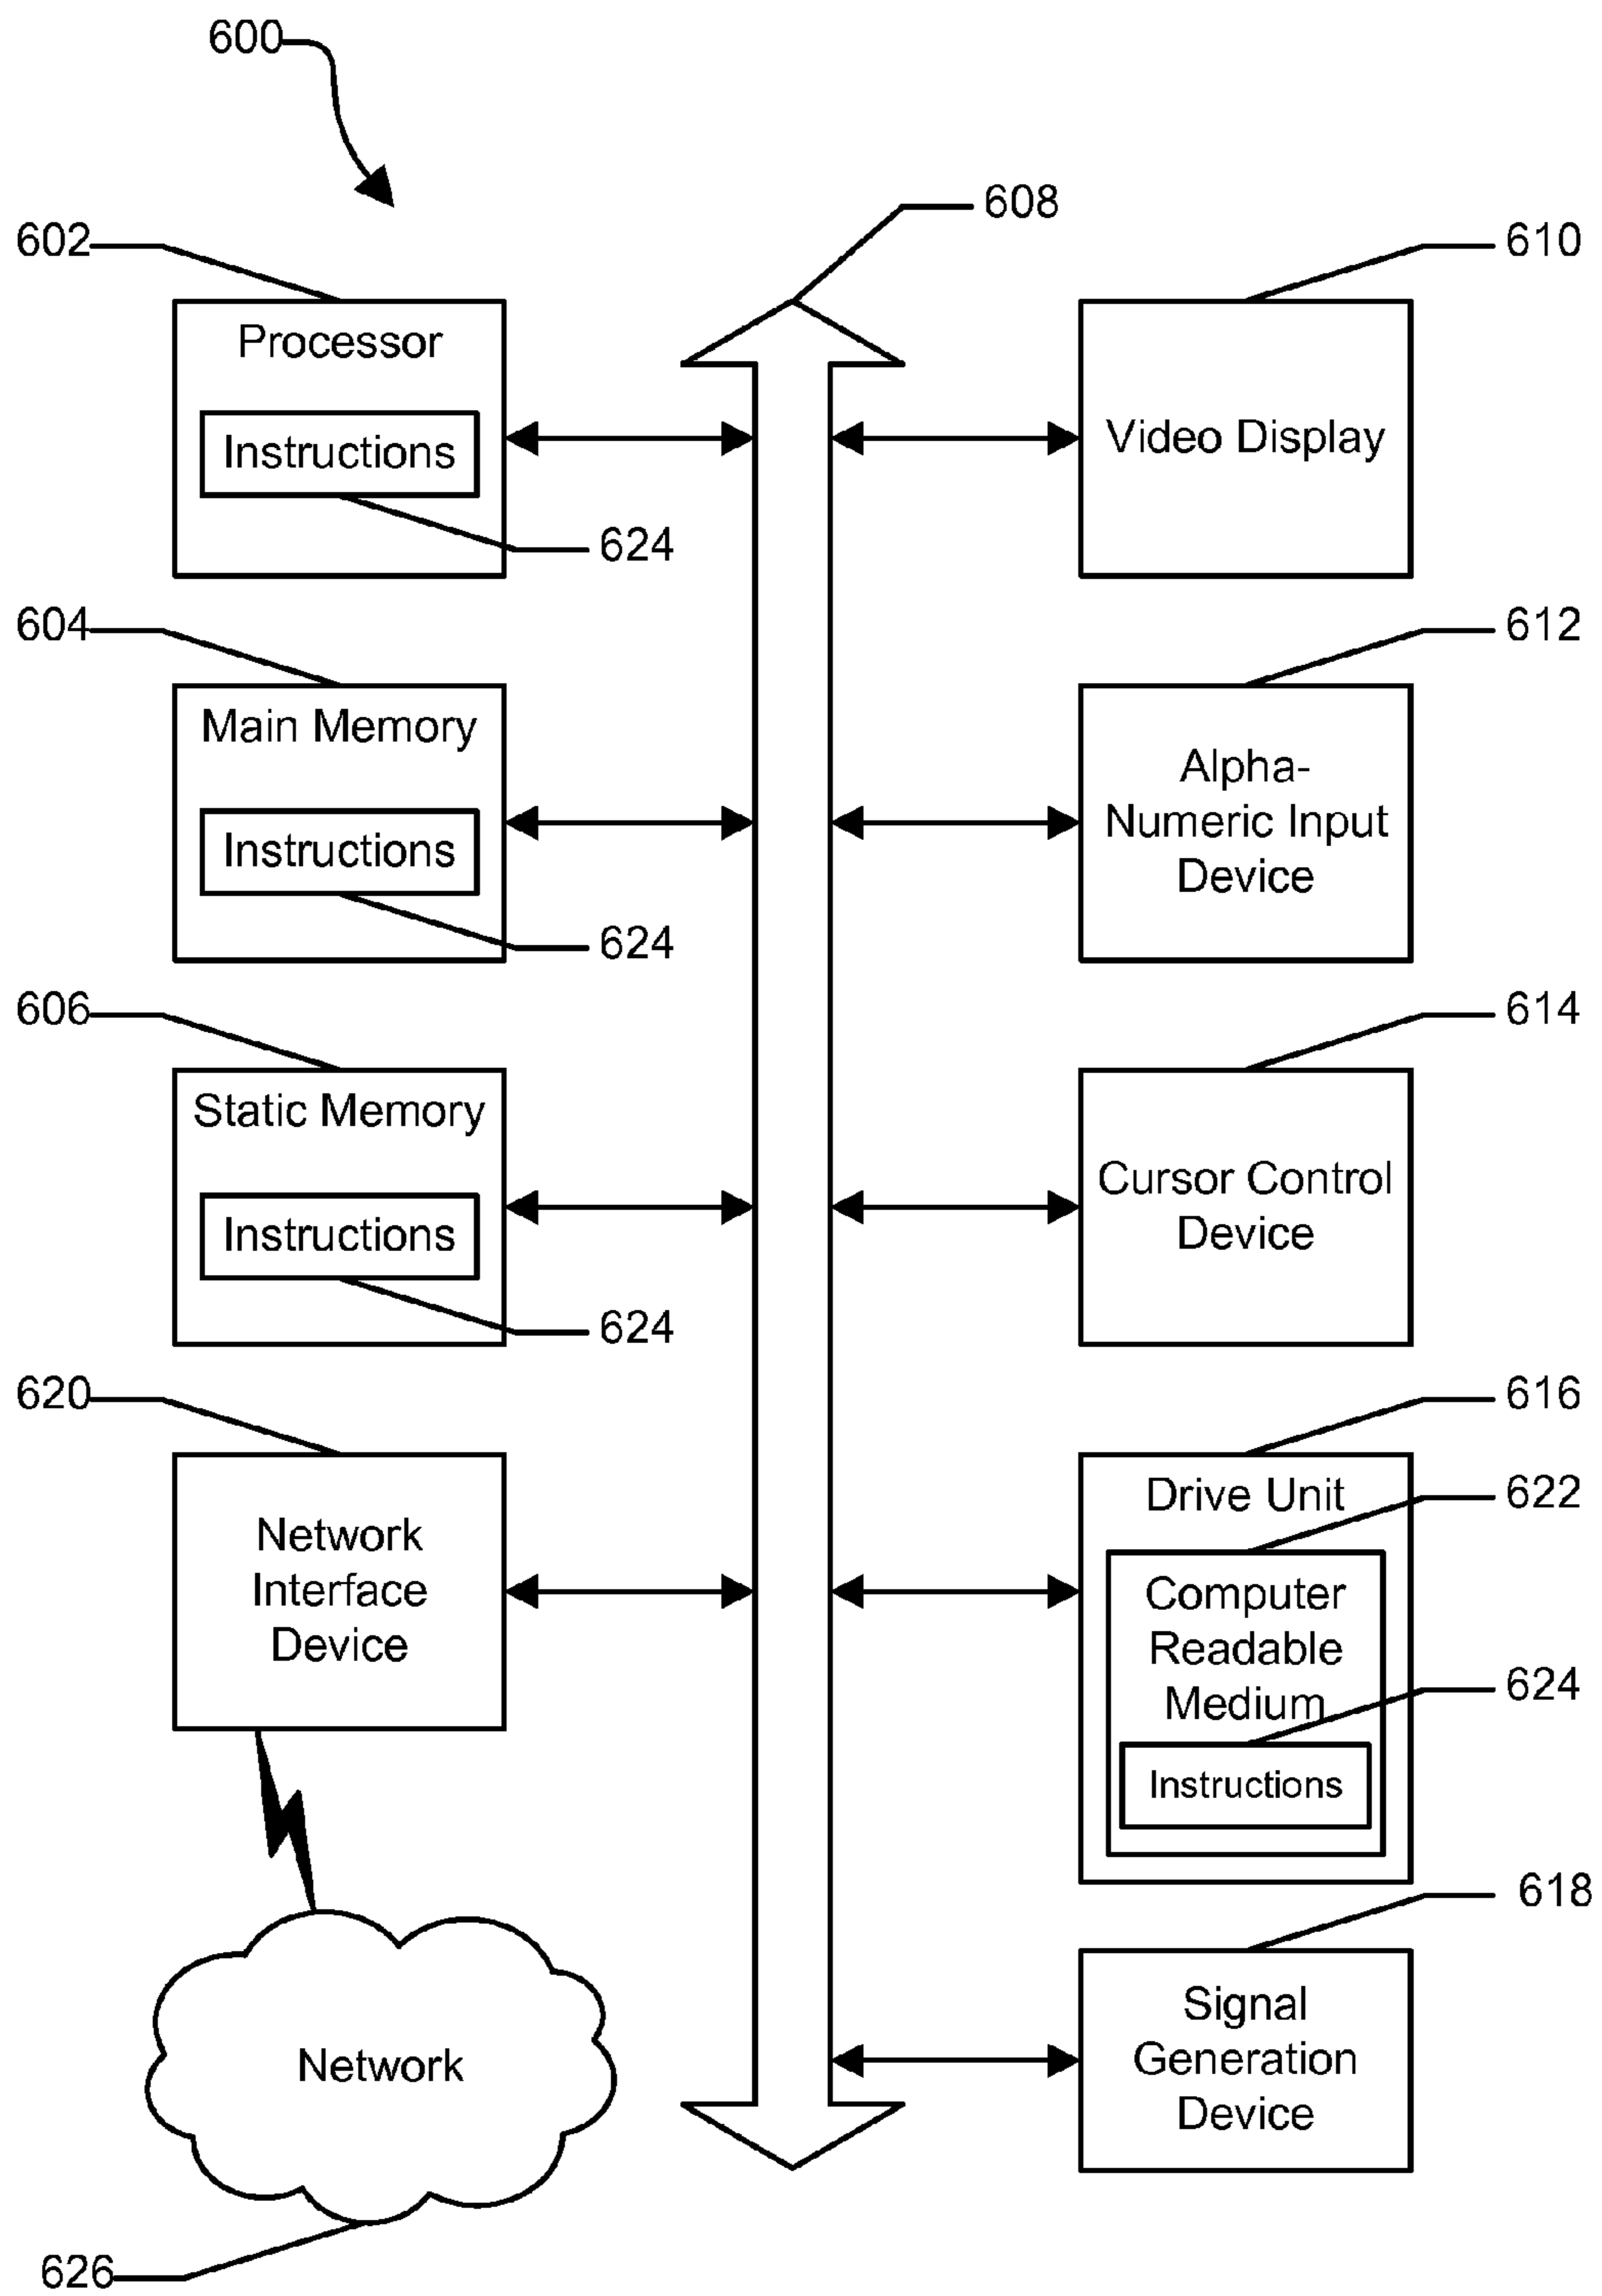 600
608
602
Processor
Instructions
624
610
Video Display
604
Main Memory
Instructions
624
612
Alpha-
Numeric Input
Device
606
Static Memory
Instructions
624
614
Cursor Control
Device
620
Network
Interface
Device
616
Drive Unit
622
Computer
Readable
Medium
624
Instructions
Network
626
618
Signal
Generation
Device